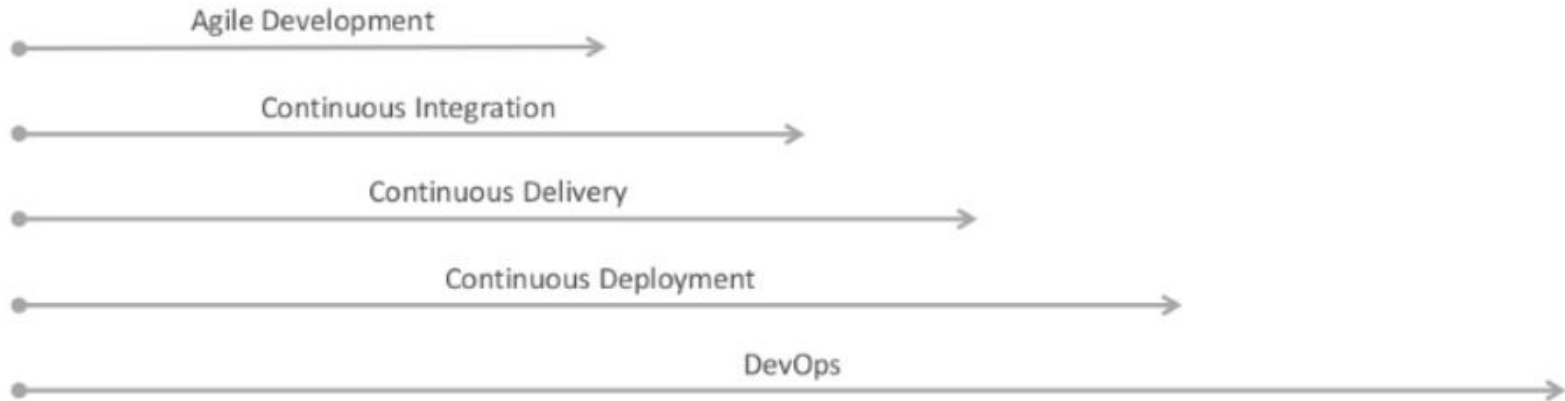 Agile Development
Continuous Integration
Continuous Delivery
Continuous Deployment
DevOps